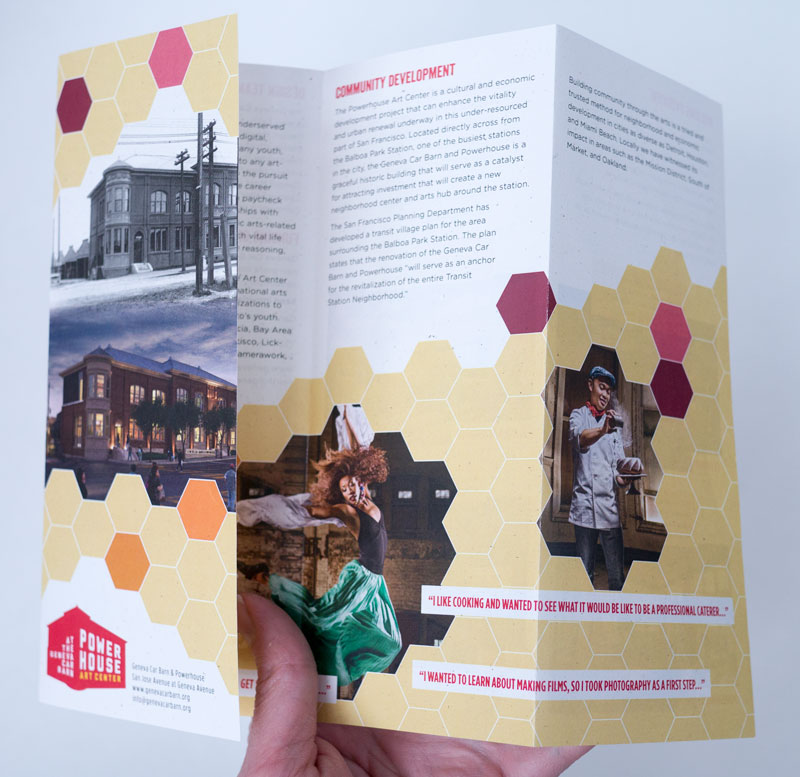 AT
THE
GENEVA
CAR
BARN
POWER
HOUSE
ART CENTER
Geneva Car Barn & Powerhouse
San Jose Avenue at Geneva Avenue
www.genevacarbarn.org
info@genevacarbarn.org
DESIGN TEA
nderserved
digital,
any youth,
to any art-
the pursuit
career
paycheck
ships with
ic arts-related
th vital life
reasoning,
Art Center
national arts
izations to
o's youth
cia, Bay Area
cisco, Lick-
amerawork,
GET
COMMUNITY DEVELOPMENT
The Powerhouse Art Center is a cultural and economic
development project that can enhance the vitality
and urban renewal underway in this under-resourced
part of San Francisco. Located directly across from
the Balboa Park Station, one of the busiest stations
in the city, the Geneva Car Barn and Powerhouse is a
graceful historic building that will serve as a catalyst
for attracting investment that will create a new
neighborhood center and arts hub around the station.
The San Francisco Planning Department has
developed a transit village plan for the area
surrounding the Balboa Park Station. The plan
states that the renovation of the Geneva Car
Barn and Powerhouse “will serve as an anchor
for the revitalization of the entire Transit
Station Neighborhood.”
Building community through the arts is a tried and
trusted method for neighborhood and economic
development in cities as diverse as Detroit, Houston,
and Miami Beach. Locally we have witnessed its
impact in areas such as the Mission District, South of
Market, and Oakland.
“I LIKE COOKING AND WANTED TO SEE WHAT IT WOULD BE LIKE TO BE A PROFESSIONAL CATERER...”
“I WANTED TO LEARN ABOUT MAKING FILMS, SO I TOOK PHOTOGRAPHY AS A FIRST STEP...”